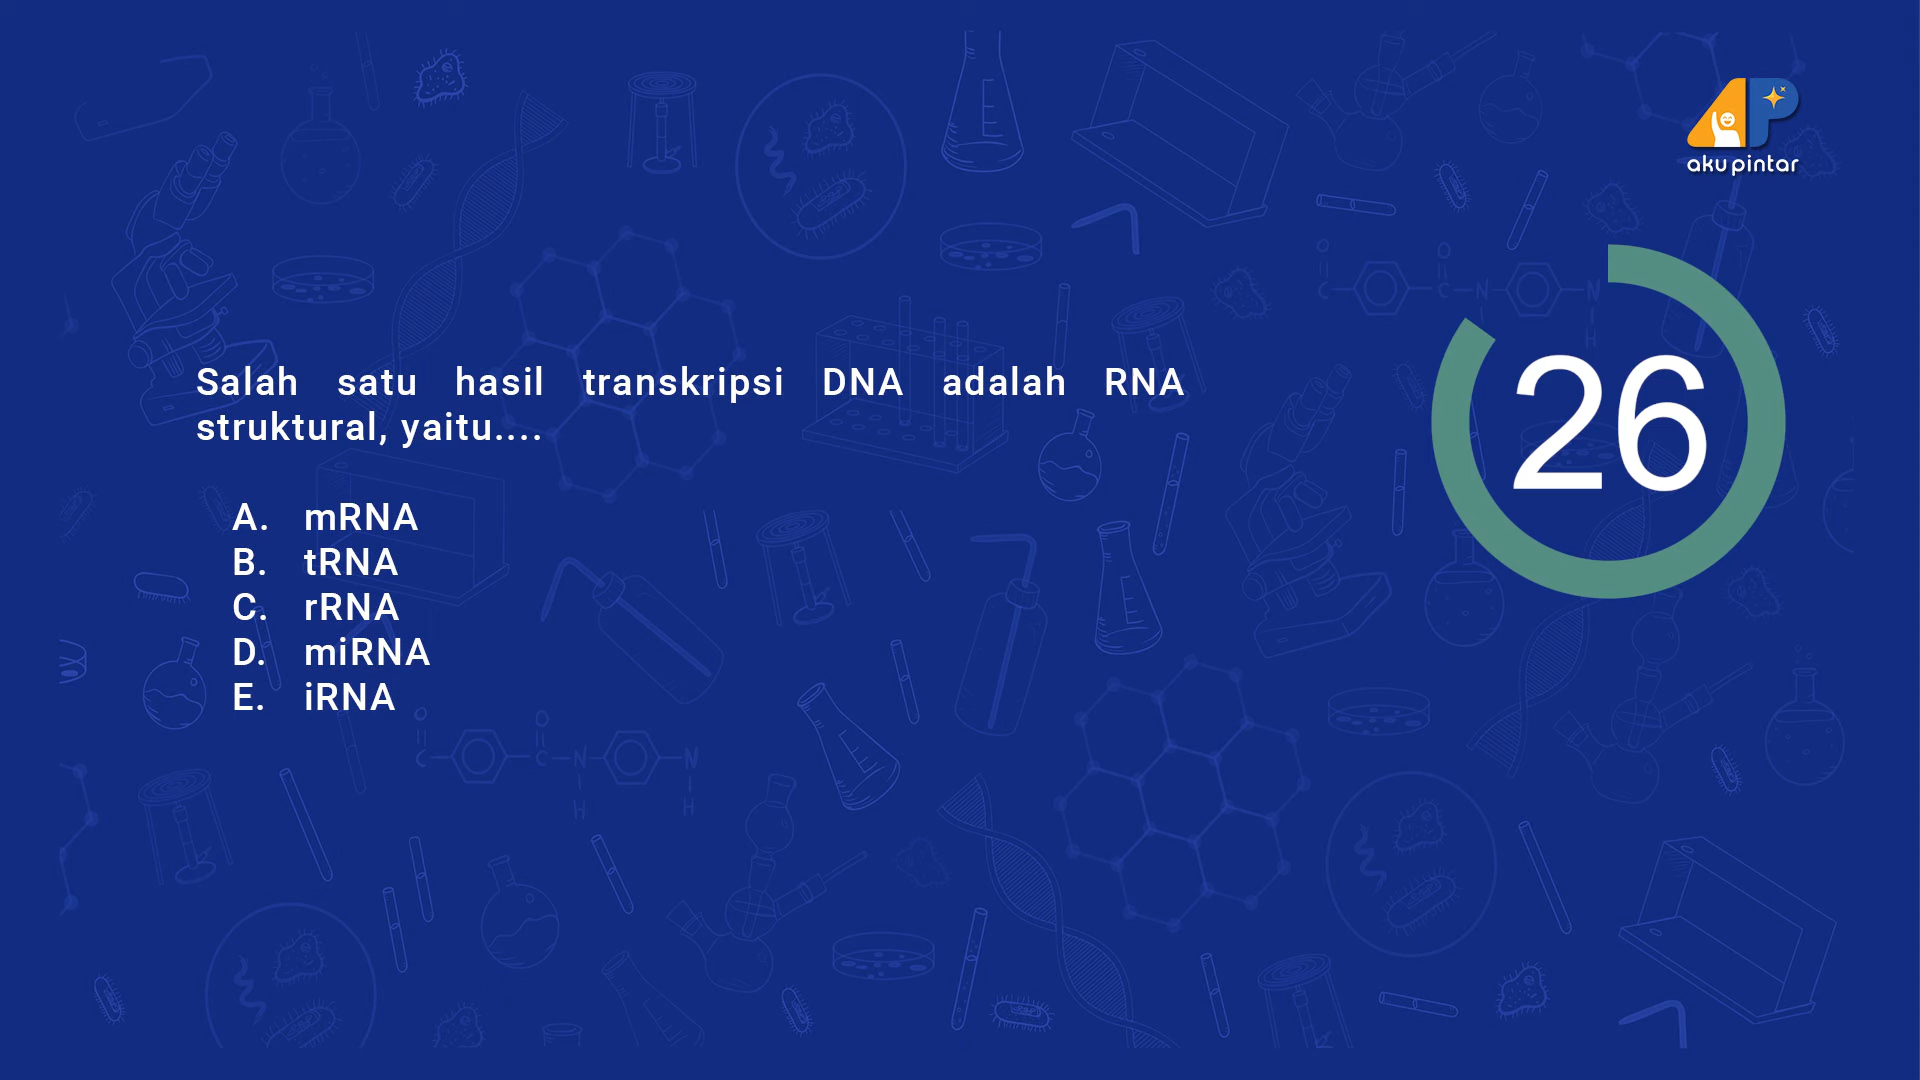 aku pintar
Salah satu hasil transkripsi DNA adalah RNA
struktural, yaitu....
26
A. mRNA
B. tRNA
C. rRNA
D. miRNA
E. iRNA